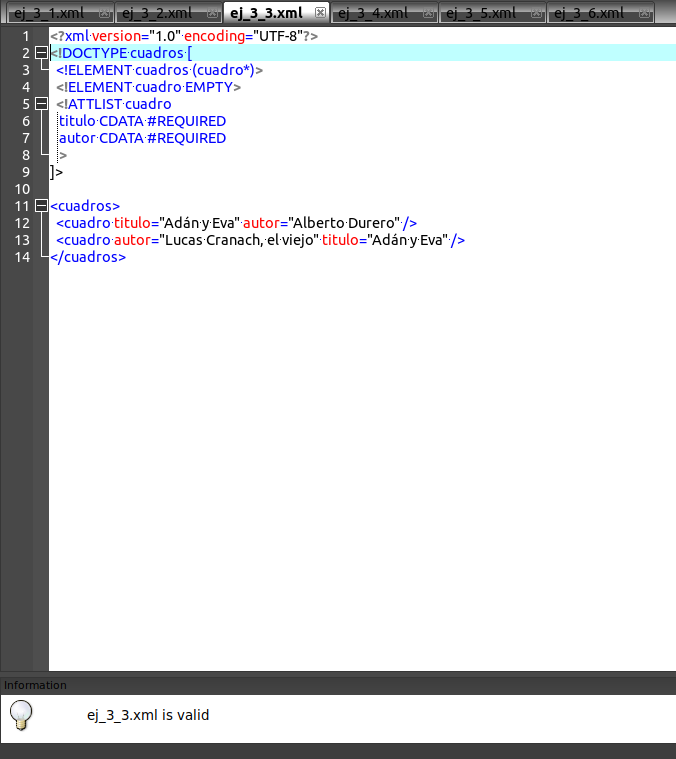 ej_3_1.xml ej_3_2.xml ej_3_3.xml ej_3_4.xml ej_3_5.xml ej_3_6.xml
1 <?xml version="1.0" encoding="UTF-8"?>
2 <!DOCTYPE cuadros [
3 <!ELEMENT cuadros (cuadro*)>
4 <!ELEMENT cuadro EMPTY>
5 <!ATTLIST cuadro
6 titulo CDATA #REQUIRED
7 autor CDATA #REQUIRED
8 >
9 ]>
10
11 <cuadros>
12 <cuadro titulo="Adán y Eva" autor="Alberto Durero" />
13 <cuadro autor="Lucas Cranach, el viejo" titulo="Adán y Eva" />
14 </cuadros>
Information
ej_3_3.xml is valid